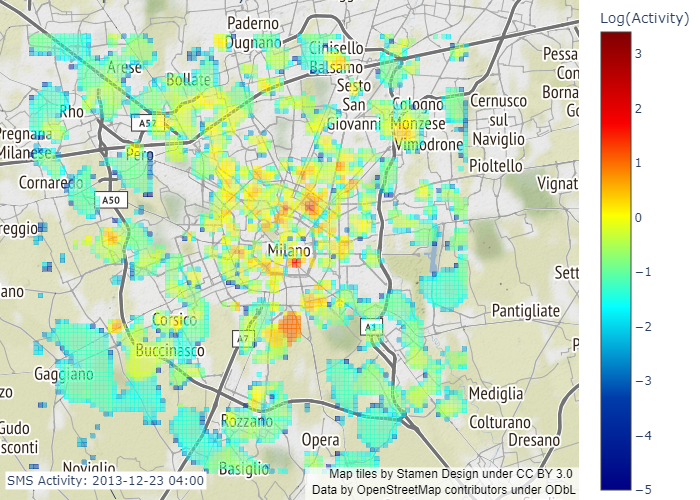 Log(Activity)
Paderno
Dugnano
Cinisello
Balsamo
Arese
Bollate
Sesto
San
Giovanni
Cologno
Monzese
Vimodrone
Cernusco
sul
Naviglio
Pioltello
Pessa
Con
Borna
Go
Rho
A52
Pregnana
Milanese
Pero
Cornaredo
A50
Vignat
reggio
Milano
Sett
ano
Pantigliate
Corsico
A7
A1
P
Buccinasco
Gaggiano
zo
Mediglia
Gudo
sconti
Rozzano
Opera
Colturano
Dresano
Noviglio
Basiglio
SMS Activity: 2013-12-23 04:00
Map tiles by Stamen Design under CC BY 3.0
Data by OpenStreetMap contributors under ODbL
3
2
1
0
−1
−2
−3
−4
−5